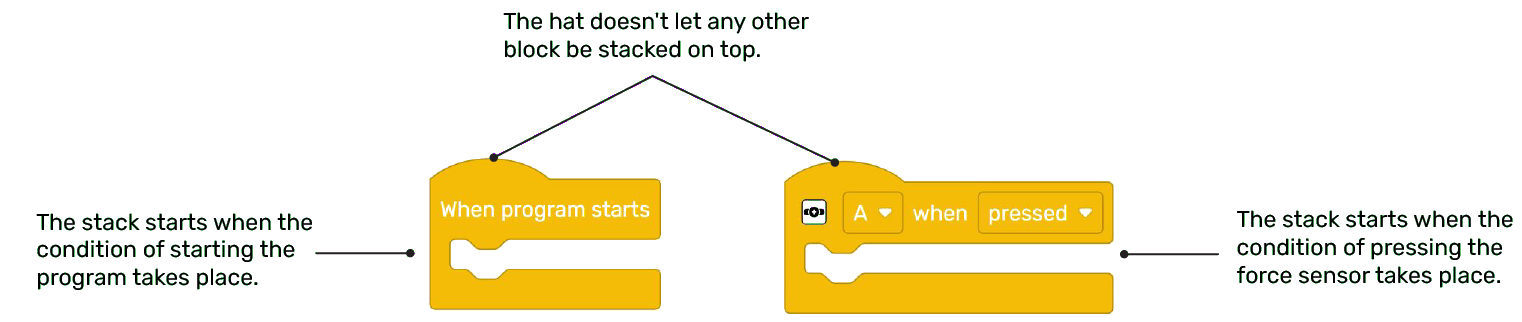 The hat doesn't let any other
block be stacked on top.
When program starts
A when pressed
The stack starts when the
condition of starting the
program takes place.
The stack starts when the
condition of pressing the
force sensor takes place.